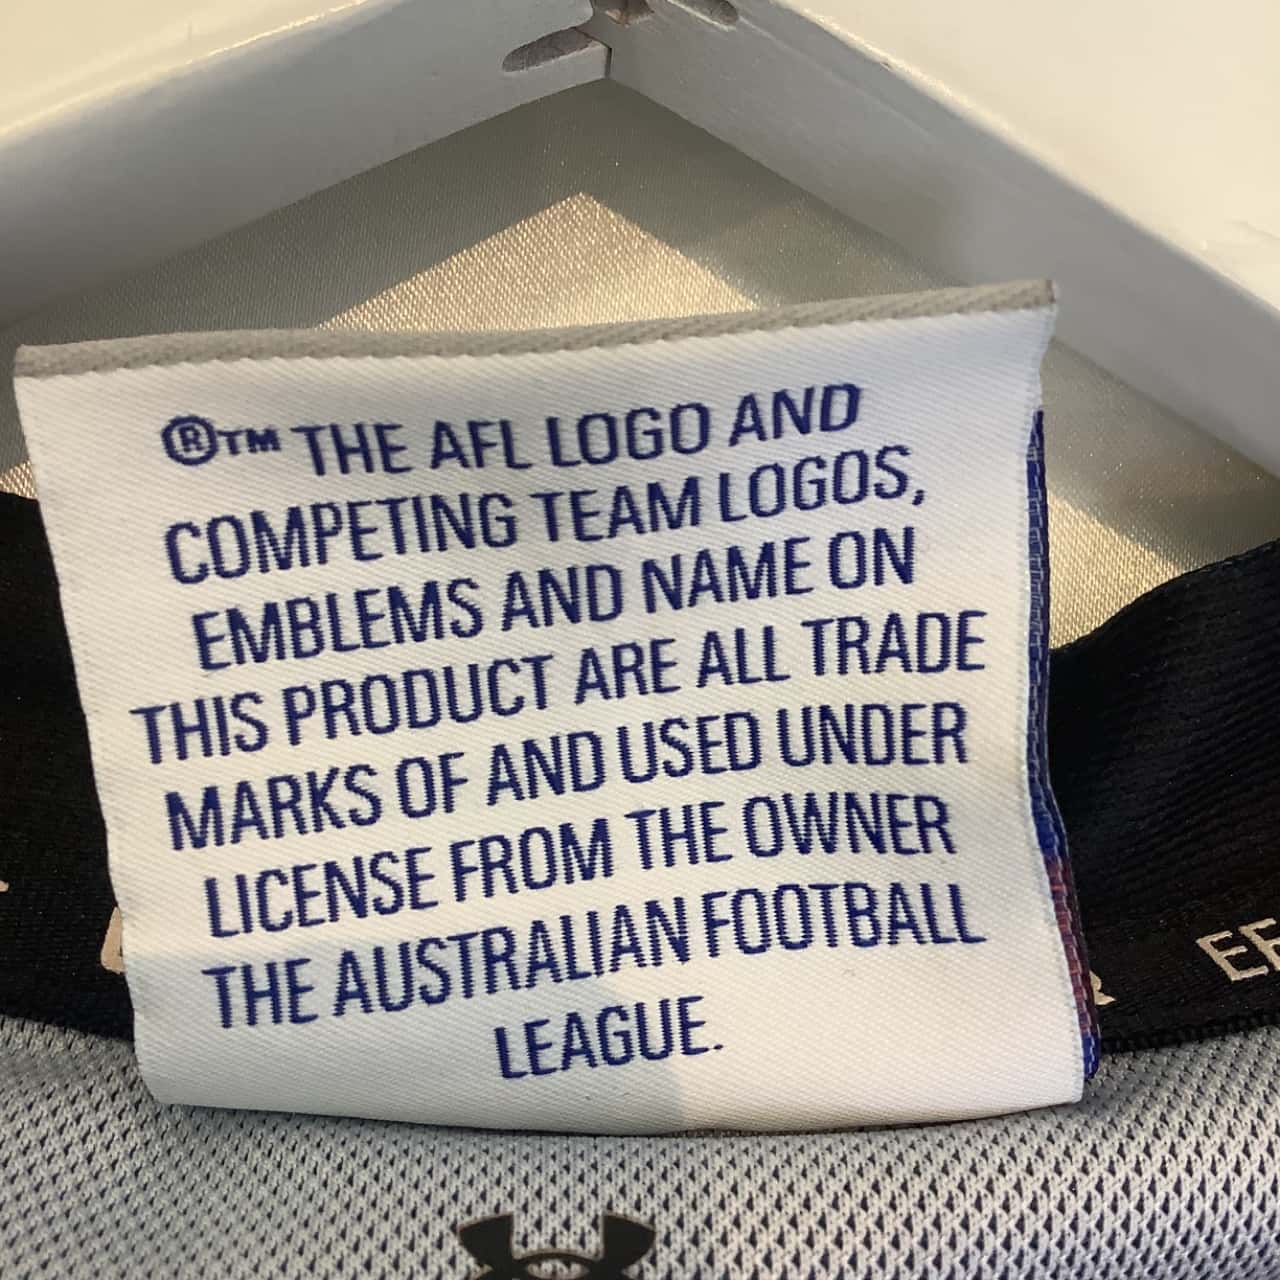 ®™ THE AFL LOGO AND
COMPETING TEAM LOGOS,
EMBLEMS AND NAME ON
THIS PRODUCT ARE ALL TRADE
MARKS OF AND USED UNDER
LICENSE FROM THE OWNER
THE AUSTRALIAN FOOTBALL
LEAGUE.